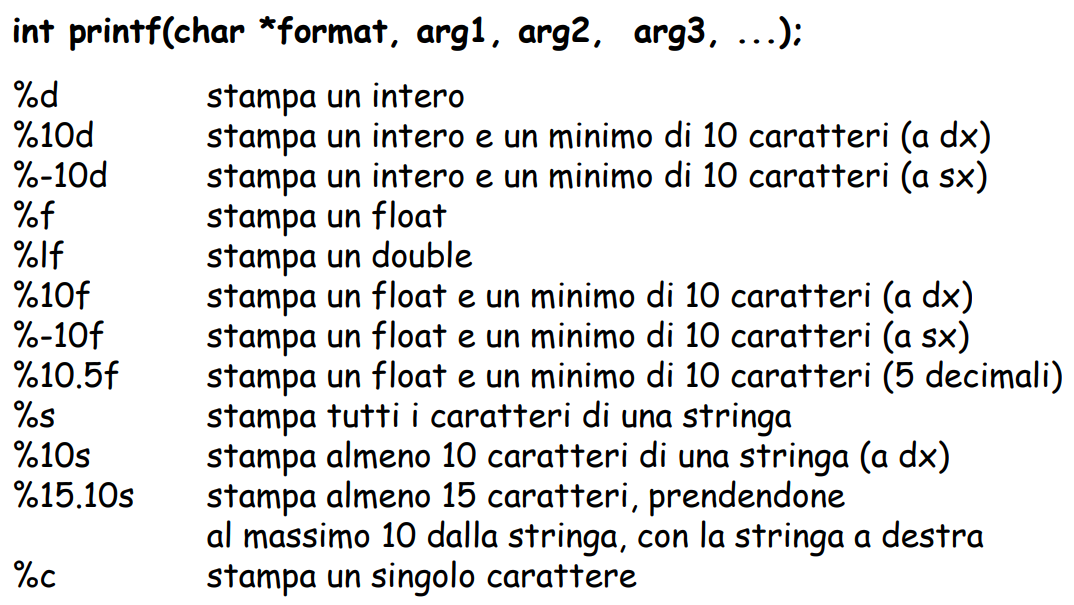 int printf(char *format, arg1, arg2, arg3, ...);
%d stampa un intero
%10d stampa un intero e un minimo di 10 caratteri (a dx)
%-10d stampa un intero e un minimo di 10 caratteri (a sx)
%f stampa un float
%lf stampa un double
%10f stampa un float e un minimo di 10 caratteri (a dx)
%-10f stampa un float e un minimo di 10 caratteri (a sx)
%10.5f stampa un float e un minimo di 10 caratteri (5 decimali)
%s stampa tutti i caratteri di una stringa
%10s stampa almeno 10 caratteri di una stringa (a dx)
%15.10s stampa almeno 15 caratteri, prendendone
al massimo 10 dalla stringa, con la stringa a destra
%c stampa un singolo carattere